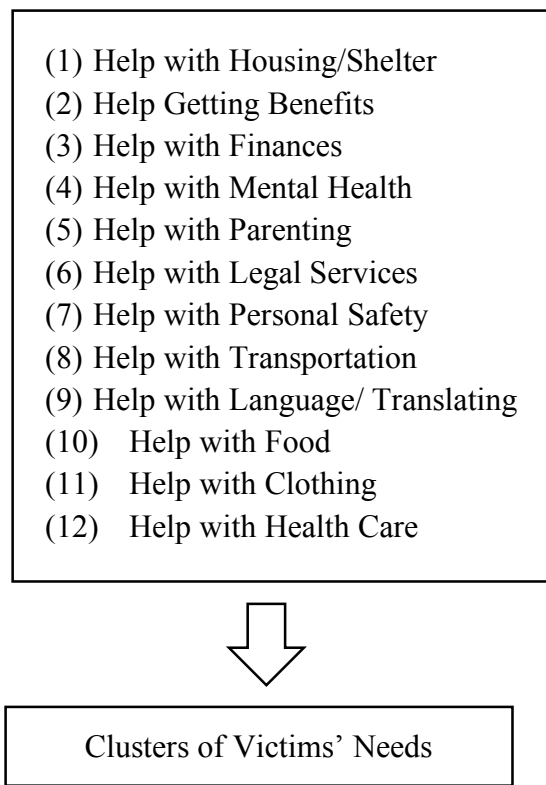 (1) Help with Housing/Shelter
(2) Help Getting Benefits
(3) Help with Finances
(4) Help with Mental Health
(5) Help with Parenting
(6) Help with Legal Services
(7) Help with Personal Safety
(8) Help with Transportation
(9) Help with Language/ Translating
(10) Help with Food
(11) Help with Clothing
(12) Help with Health Care
Clusters of Victims’ Needs